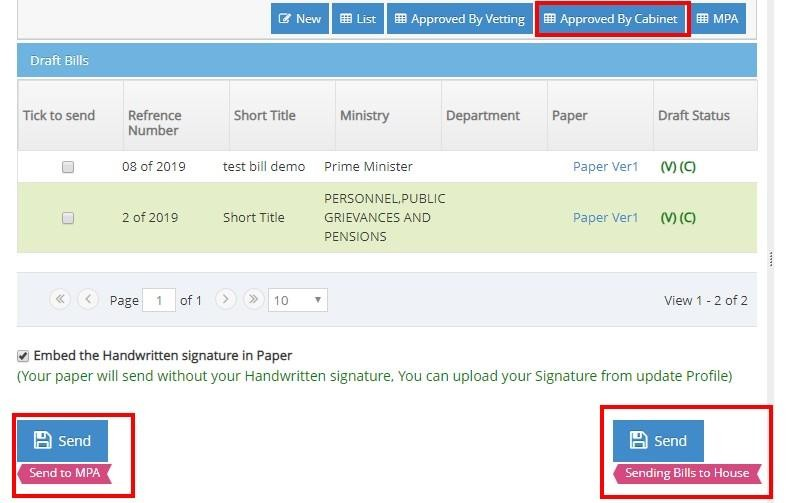 New List Approved By Vetting Approved By Cabinet MPA
Draft Bills
Tick to send Refrence Number Short Title Ministry Department Paper Draft Status
08 of 2019 test bill demo Prime Minister Paper Ver1 (V) (C)
2 of 2019 Short Title PERSONNEL,PUBLIC GRIEVANCES AND PENSIONS Paper Ver1 (V) (C)
Page 1 of 1 10 View 1 - 2 of 2
Embed the Handwritten signature in Paper
(Your paper will send without your Handwritten signature, You can upload your Signature from update Profile)
Send Send
Send to MPA Sending Bills to House